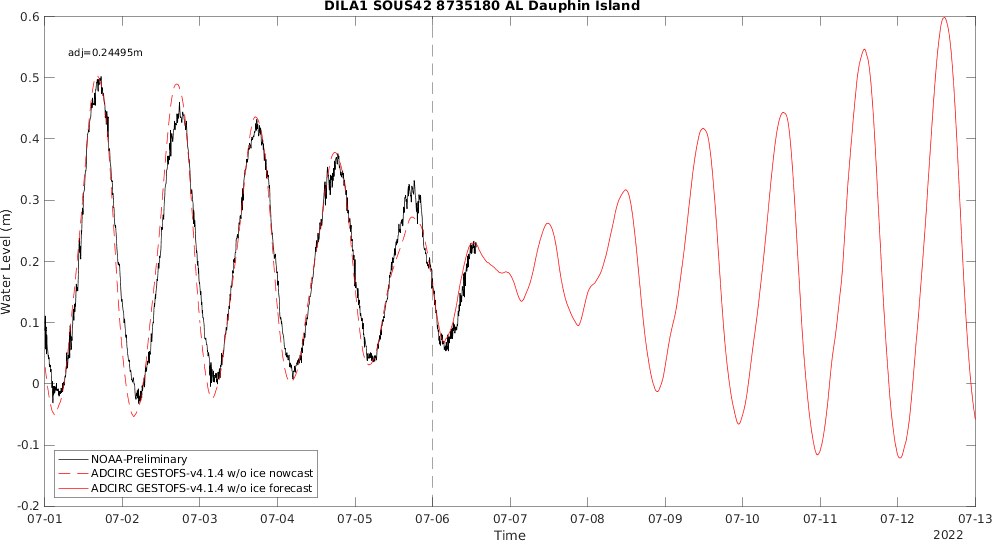 DILA1 SOUS42 8735180 AL Dauphin Island
adj=0.24495m
Water Level (m)
0.6
0.5
0.4
0.3
0.2
0.1
0
-0.1
-0.2
NOAA-Preliminary
ADCIRC GESTOFS-v4.1.4 w/o ice nowcast
ADCIRC GESTOFS-v4.1.4 w/o ice forecast
07-01 07-02 07-03 07-04 07-05 07-06 07-07 07-08 07-09 07-10 07-11 07-12 07-13
Time
2022